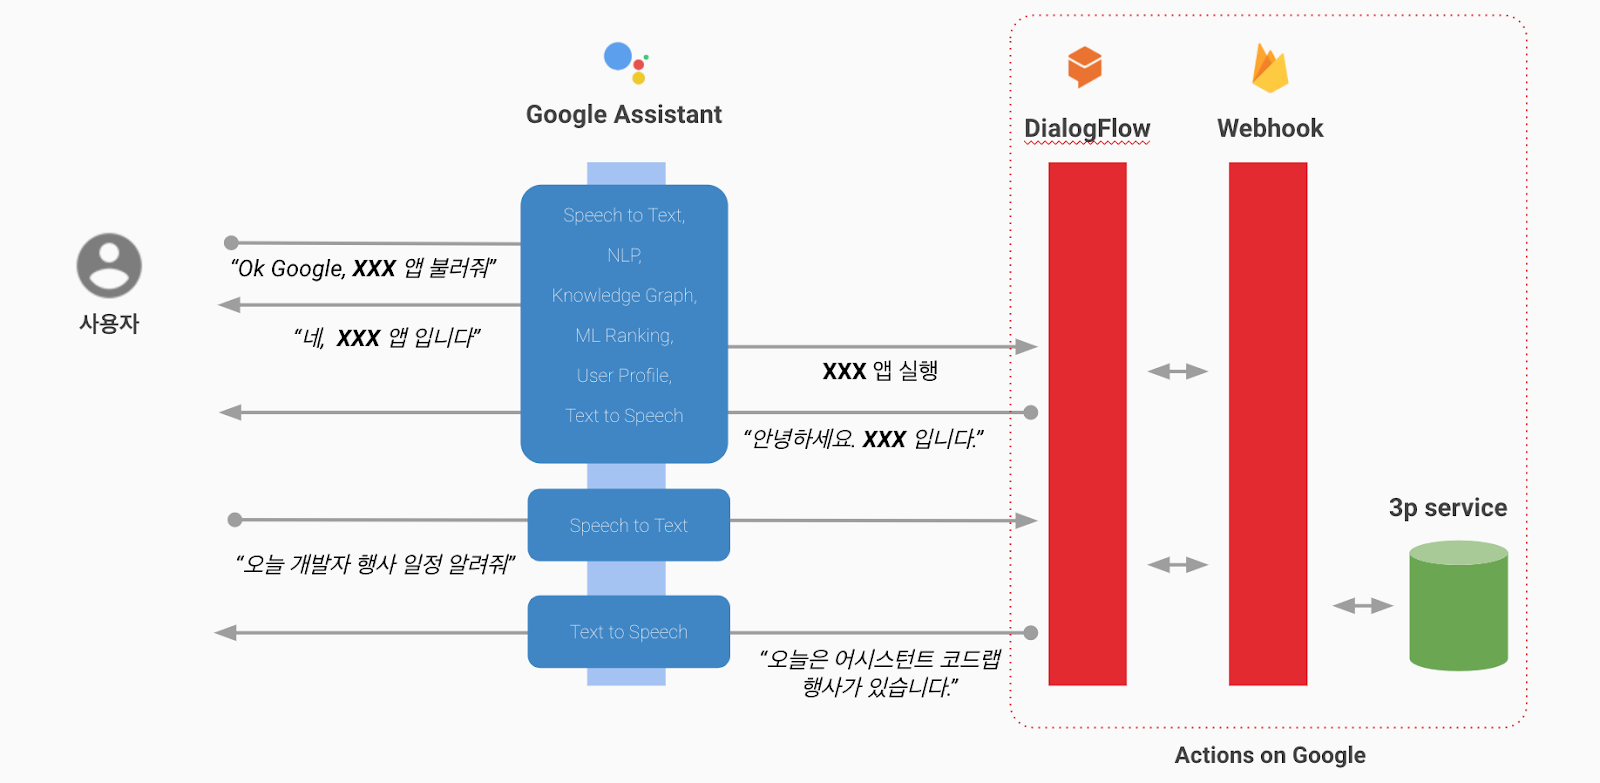 Google Assistant
DialogFlow
Webhook
Speech to Text,
NLP,
Knowledge Graph,
ML Ranking,
User Profile,
Text to Speech
“Ok Google, XXX 앱 불러줘”
사용자
“네, XXX 앱 입니다”
XXX 앱 실행
“안녕하세요. XXX 입니다.”
3p service
Speech to Text
“오늘 개발자 행사 일정 알려줘”
Text to Speech
“오늘은 어시스턴트 코드랩
행사가 있습니다.”
Actions on Google